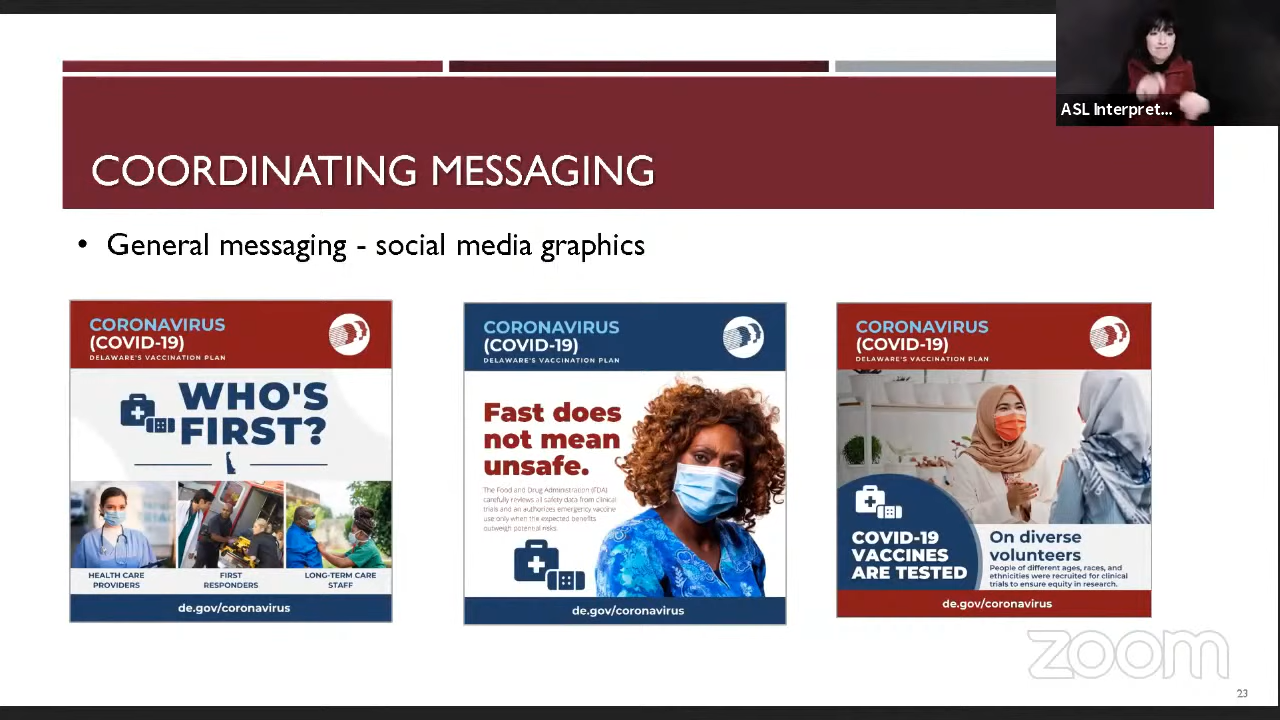 ASL Interpret...
COORDINATING MESSAGING
• General messaging - social media graphics
CORONAVIRUS
(COVID-19)
DELAWARE'S VACCINATION PLAN
WHO'S
FIRST?
HEALTH CARE
PROVIDERS
FIRST
RESPONDERS
LONG-TERM CARE
STAFF
de.gov/coronavirus
CORONAVIRUS
(COVID-19)
DELAWARE'S VACCINATION PLAN
Fast does
not mean
unsafe.
The Food and Drug Administration (FDA)
carefully reviews all safety data from clinical
trials and an authorizes emergency vaccine
use only when the expected benefits
outweigh potential risks.
de.gov/coronavirus
CORONAVIRUS
(COVID-19)
DELAWARE'S VACCINATION PLAN
COVID-19
VACCINES
ARE TESTED
On diverse
volunteers
People of different ages, races, and
ethnicities were recruited for clinical
trials to ensure equity in research.
de.gov/coronavirus
zoom
23